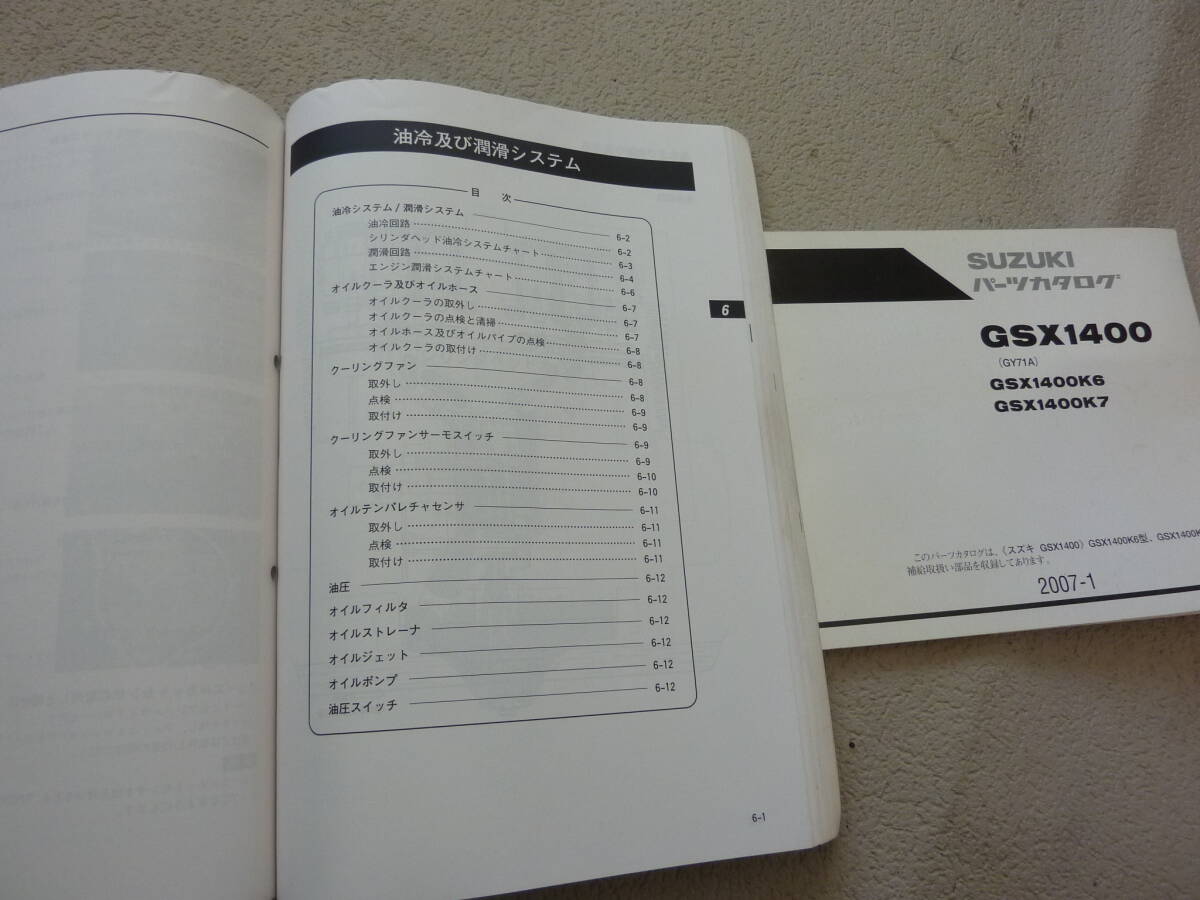 油冷及び潤滑システム
目 次
油冷システム/潤滑システム 6-2
油冷回路 6-2
シリンダヘッド油冷システムチャート 6-3
潤滑回路 6-4
エンジン潤滑システムチャート 6-6
オイルクーラ及びオイルホース 6-7
オイルクーラの取外し 6-7
オイルクーラの点検と清掃 6-7
オイルホース及びオイルパイプの点検 6-8
オイルクーラの取付け 6-8
クーリングファン 6-8
取外し 6-8
点検 6-9
取付け 6-9
クーリングファンサーモスイッチ 6-9
取外し 6-9
点検 6-10
取付け 6-10
オイルテンパレチャセンサ 6-11
取外し 6-11
点検 6-11
取付け 6-11
油圧 6-12
オイルフィルタ 6-12
オイルストレーナ 6-12
オイルジェット 6-12
オイルポンプ 6-12
油圧スイッチ 6-12
6
6-1
SUZUKI
パーツカタログ
GSX1400
(GY71A)
GSX1400K6
GSX1400K7
このパーツカタログは、(スズキ GSX1400) GSX1400K6型、GSX1400K
補給取扱い部品を収録してあります。
2007-1